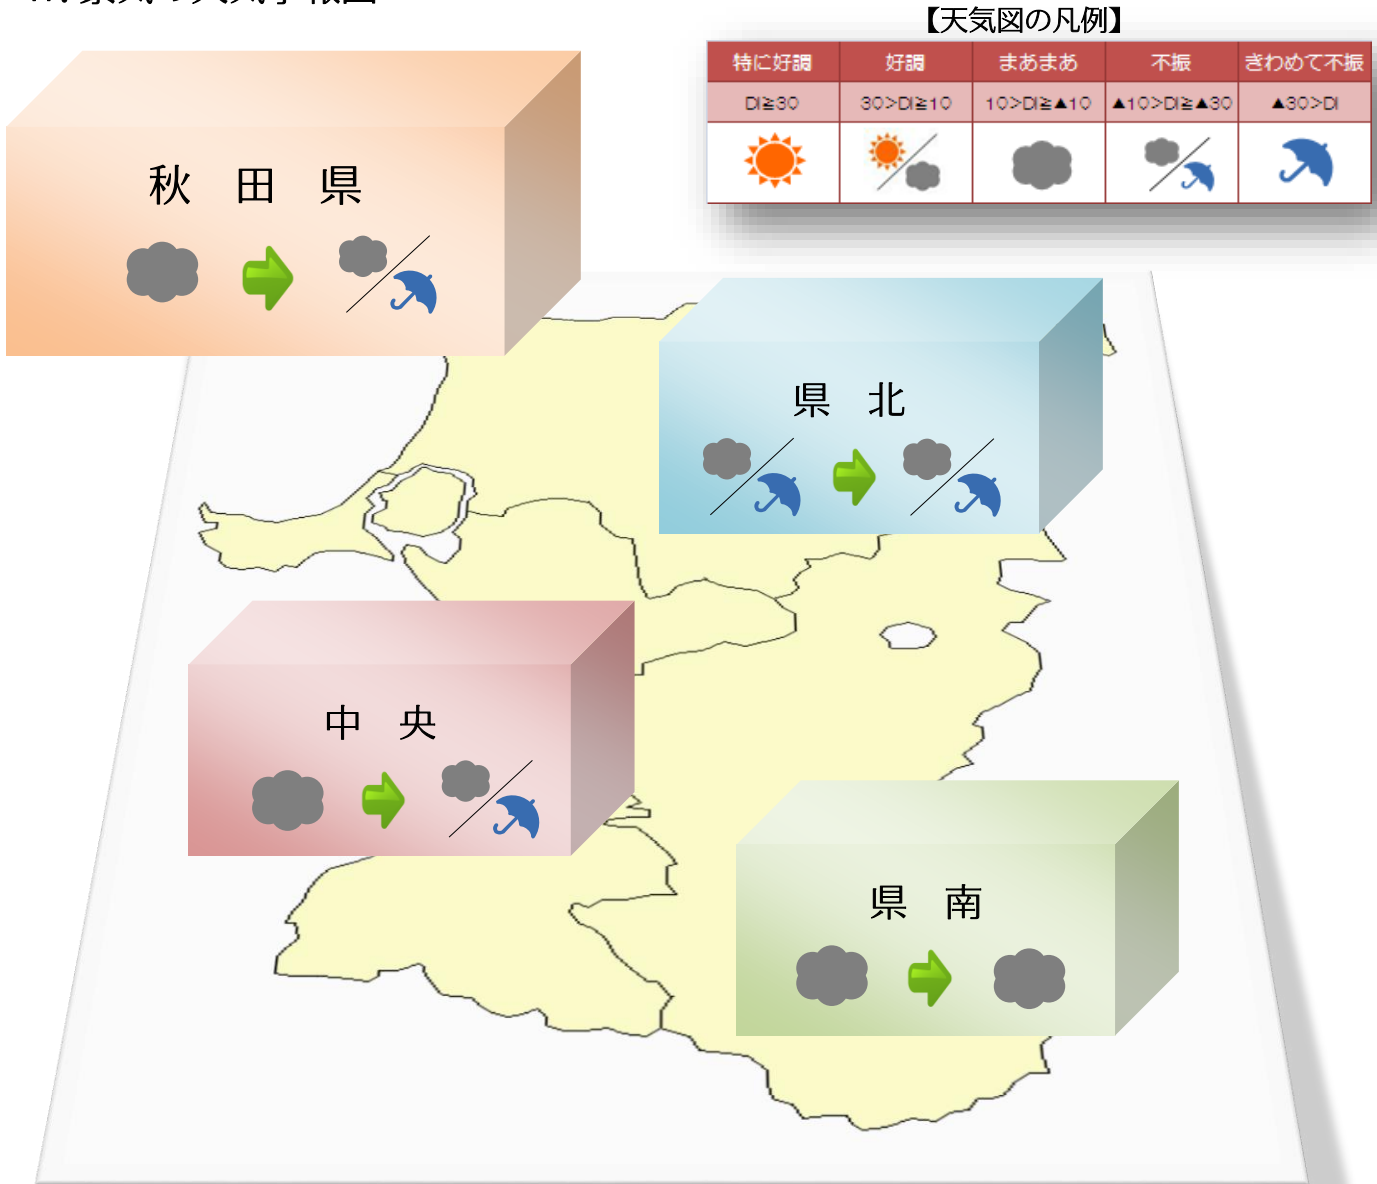 【天気図の凡例】
特に好調 好調 まあまあ 不振 きわめて不振
DI≧30 30>DI≧10 10>DI≧▲10 ▲10>DI≧▲30 ▲30>DI
秋 田 県
県 北
中 央
県 南